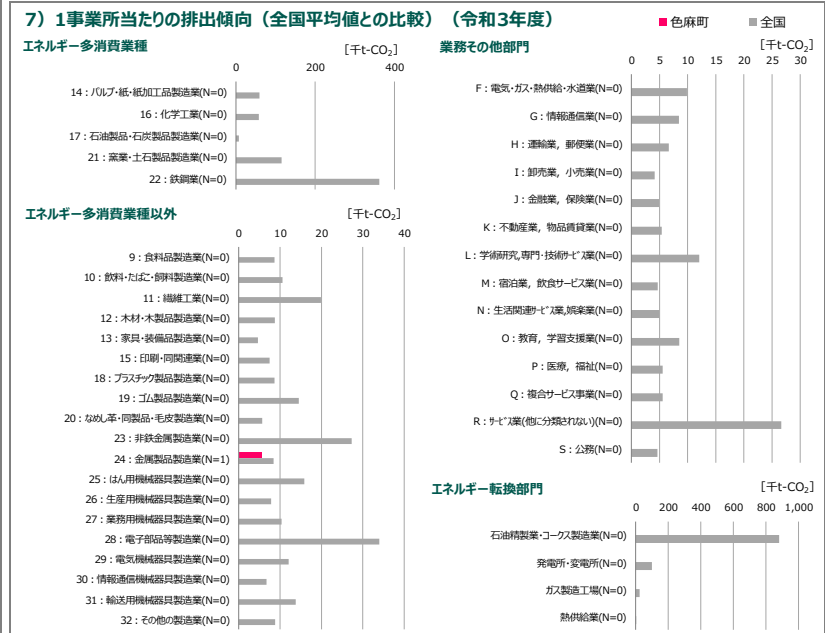 7）1事業所当たりの排出傾向（全国平均値との比較）（令和3年度）
■色麻町 ■全国
エネルギー多消費業種
[千t-CO₂]
0 200 400
14：パルプ・紙・紙加工品製造業(N=0)
16：化学工業(N=0)
17：石油製品・石炭製品製造業(N=0)
21：窯業・土石製品製造業(N=0)
22：鉄鋼業(N=0)
エネルギー多消費業種以外
[千t-CO₂]
0 10 20 30 40
9：食料品製造業(N=0)
10：飲料・たばこ・飼料製造業(N=0)
11：繊維工業(N=0)
12：木材・木製品製造業(N=0)
13：家具・装備品製造業(N=0)
15：印刷・同関連業(N=0)
18：プラスチック製品製造業(N=0)
19：ゴム製品製造業(N=0)
20：なめし革・同製品・毛皮製造業(N=0)
23：非鉄金属製造業(N=0)
24：金属製品製造業(N=1)
25：はん用機械器具製造業(N=0)
26：生産用機械器具製造業(N=0)
27：業務用機械器具製造業(N=0)
28：電子部品等製造業(N=0)
29：電気機械器具製造業(N=0)
30：情報通信機械器具製造業(N=0)
31：輸送用機械器具製造業(N=0)
32：その他の製造業(N=0)
業務その他部門
[千t-CO₂]
0 5 10 15 20 25 30
F：電気・ガス・熱供給・水道業(N=0)
G：情報通信業(N=0)
H：運輸業，郵便業(N=0)
I：卸売業，小売業(N=0)
J：金融業，保険業(N=0)
K：不動産業，物品賃貸業(N=0)
L：学術研究,専門・技術ｻｰﾋﾞｽ業(N=0)
M：宿泊業，飲食サービス業(N=0)
N：生活関連ｻｰﾋﾞｽ業,娯楽業(N=0)
O：教育，学習支援業(N=0)
P：医療，福祉(N=0)
Q：複合サービス事業(N=0)
R：ｻｰﾋﾞｽ業(他に分類されない)(N=0)
S：公務(N=0)
エネルギー転換部門
[千t-CO₂]
0 200 400 600 800 1,000
石油精製業・コークス製造業(N=0)
発電所・変電所(N=0)
ガス製造工場(N=0)
熱供給業(N=0)